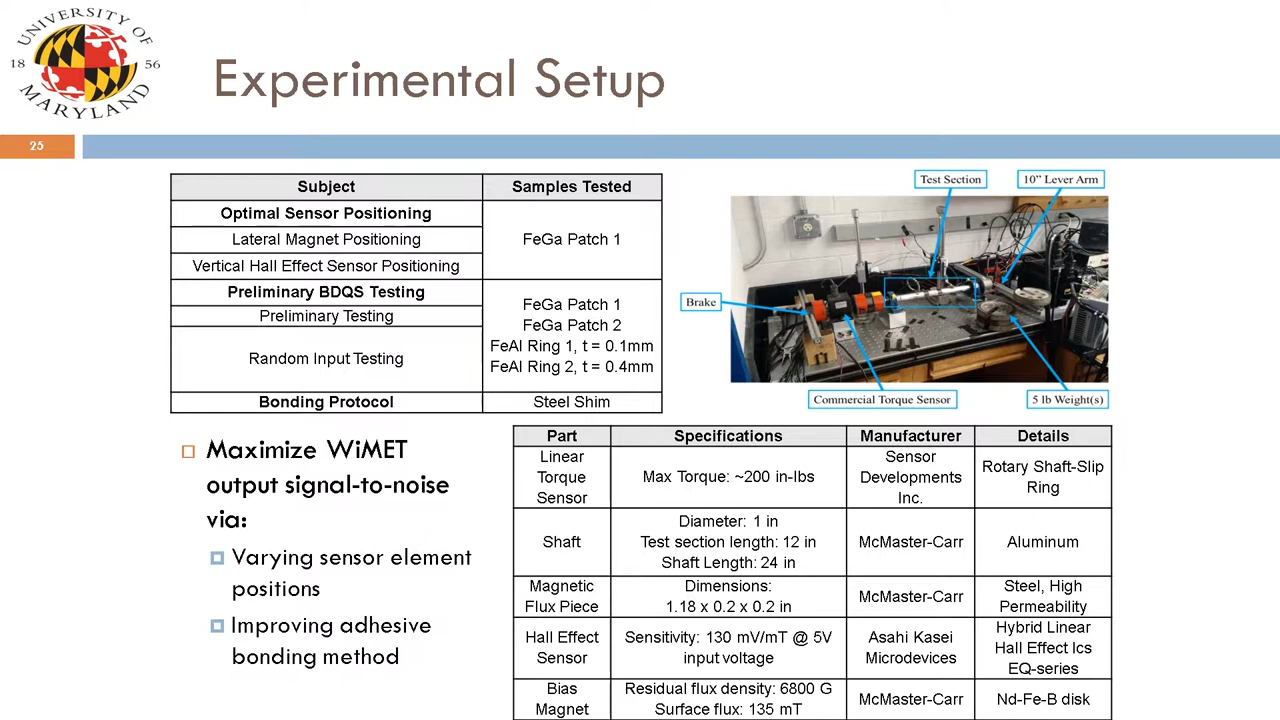 UNIVERSITY OF
18 56
MARYLAND
Experimental Setup
25
Subject Samples Tested
Optimal Sensor Positioning
Lateral Magnet Positioning
Vertical Hall Effect Sensor Positioning
FeGa Patch 1
Preliminary BDQS Testing
Preliminary Testing
Random Input Testing
FeGa Patch 1
FeGa Patch 2
FeAl Ring 1, t = 0.1mm
FeAl Ring 2, t = 0.4mm
Bonding Protocol Steel Shim
Test Section
10” Lever Arm
Brake
Commercial Torque Sensor
5 lb Weight(s)
Maximize WiMET
output signal-to-noise
via:
Varying sensor element
positions
Improving adhesive
bonding method
Part Specifications Manufacturer Details
Linear
Torque
Sensor
Max Torque: ~200 in-lbs
Sensor
Developments
Inc.
Rotary Shaft-Slip
Ring
Shaft
Diameter: 1 in
Test section length: 12 in
Shaft Length: 24 in
McMaster-Carr
Aluminum
Magnetic
Flux Piece
Dimensions:
1.18 x 0.2 x 0.2 in
McMaster-Carr
Steel, High
Permeability
Hall Effect
Sensor
Sensitivity: 130 mV/mT @ 5V
input voltage
Asahi Kasei
Microdevices
Hybrid Linear
Hall Effect Ics
EQ-series
Bias
Magnet
Residual flux density: 6800 G
Surface flux: 135 mT
McMaster-Carr
Nd-Fe-B disk